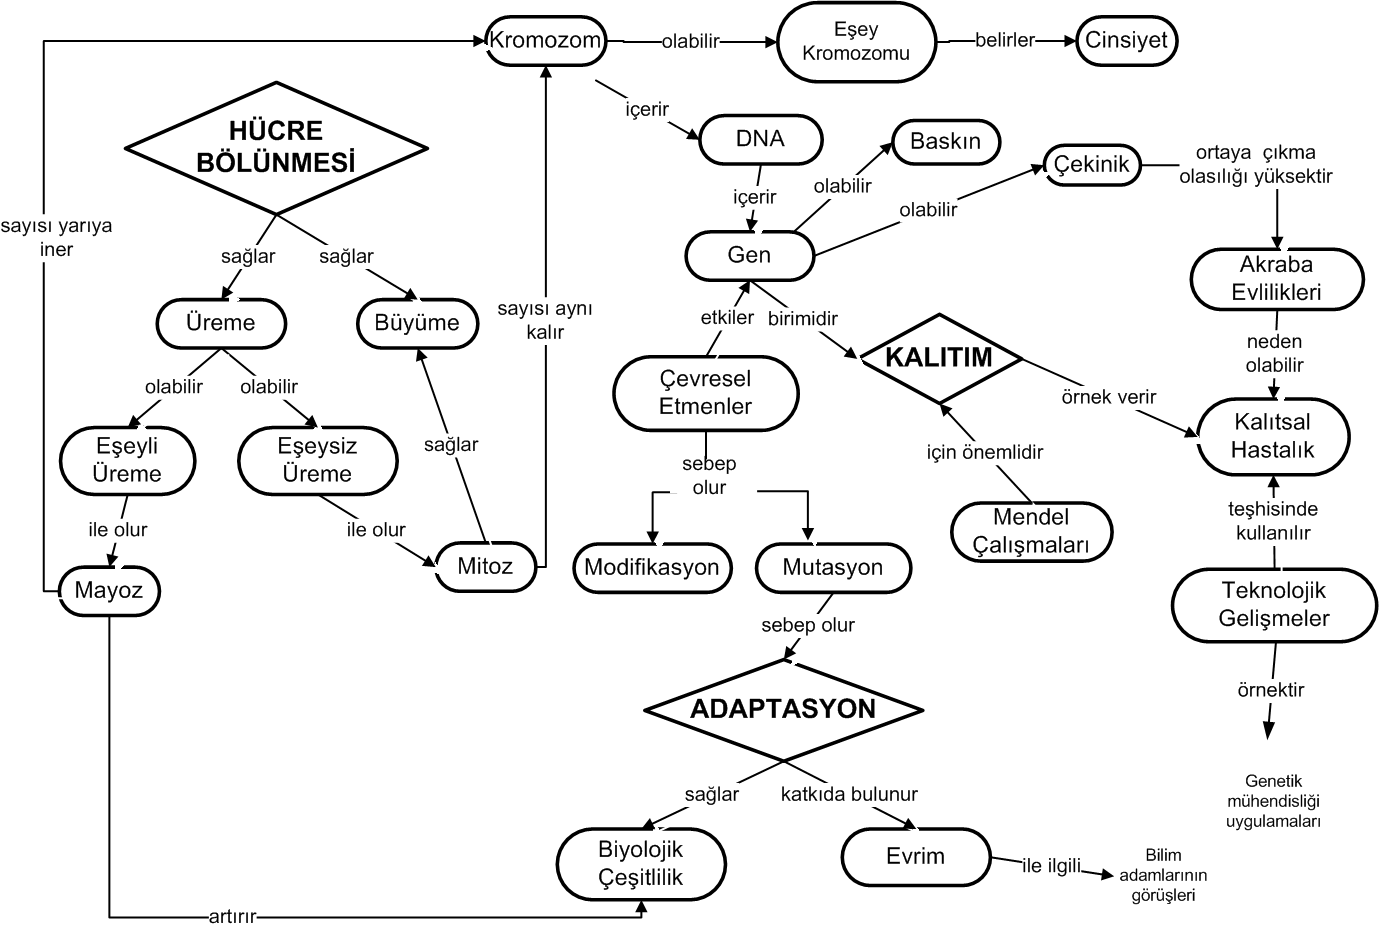 Kromozom
olabilir
Eşey
Kromozomu
belirler
Cinsiyet
HÜCRE
BÖLÜNMESİ
içerir
DNA
Baskın
Çekinik
ortaya çıkma
olasılığı yüksektir
olabilir
içerir
olabilir
sayısı yarıya
iner
sağlar
sağlar
Gen
Akraba
Evlilikleri
Üreme
Büyüme
sayısı aynı
kalır
etkiler
birimidir
neden
olabilir
KALITIM
Çevresel
Etmenler
olabilir
olabilir
örnek verir
Kalıtsal
Hastalık
Eşeyli
Üreme
Eşeysiz
Üreme
sağlar
sebep
olur
için önemlidir
ile olur
ile olur
Mendel
Çalışmaları
teşhisinde
kullanılır
Mitoz
Modifikasyon
Mutasyon
Mayoz
Teknolojik
Gelişmeler
sebep olur
örnektir
ADAPTASYON
sağlar
katkıda bulunur
Genetik
mühendisliği
uygulamaları
Biyolojik
Çeşitlilik
Evrim
ile ilgili
Bilim
adamlarının
görüşleri
artırır